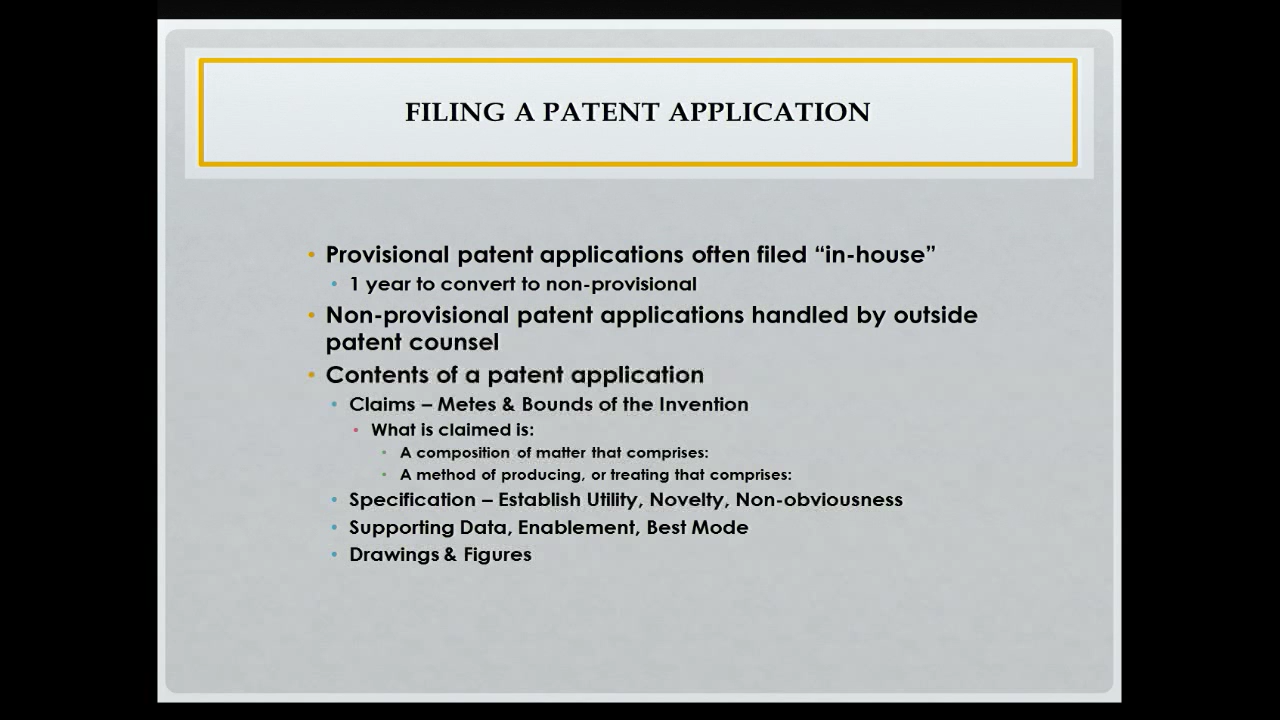 FILING A PATENT APPLICATION
• Provisional patent applications often filed “in-house”
• 1 year to convert to non-provisional
• Non-provisional patent applications handled by outside
patent counsel
• Contents of a patent application
• Claims – Metes & Bounds of the Invention
• What is claimed is:
• A composition of matter that comprises:
• A method of producing, or treating that comprises:
• Specification – Establish Utility, Novelty, Non-obviousness
• Supporting Data, Enablement, Best Mode
• Drawings & Figures